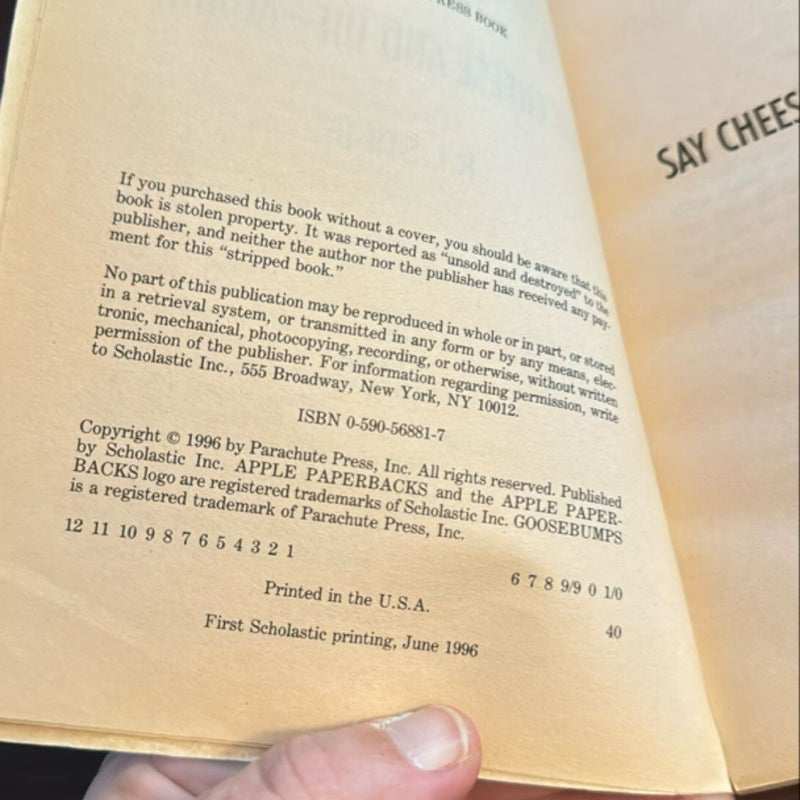 RESS BOOK
SAY CHEES
If you purchased this book without a cover, you should be aware that this
book is stolen property. It was reported as “unsold and destroyed” to the
publisher, and neither the author nor the publisher has received any pay-
ment for this “stripped book.”
No part of this publication may be reproduced in whole or in part, or stored
in a retrieval system, or transmitted in any form or by any means, elec-
tronic, mechanical, photocopying, recording, or otherwise, without written
permission of the publisher. For information regarding permission, write
to Scholastic Inc., 555 Broadway, New York, NY 10012.
ISBN 0-590-56881-7
Copyright © 1996 by Parachute Press, Inc. All rights reserved. Published
by Scholastic Inc. APPLE PAPERBACKS and the APPLE PAPER-
BACKS logo are registered trademarks of Scholastic Inc. GOOSEBUMPS
is a registered trademark of Parachute Press, Inc.
12 11 10 9 8 7 6 5 4 3 2 1
6 7 8 9/9 0 1/0
Printed in the U.S.A.
40
First Scholastic printing, June 1996